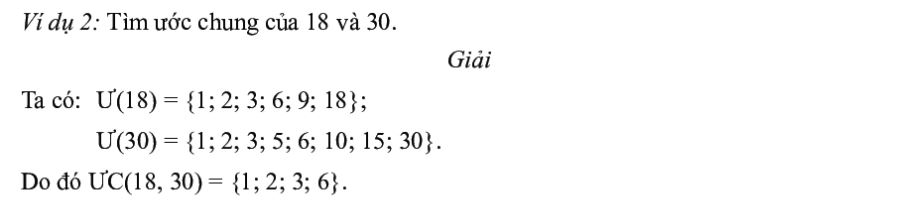 Ví dụ 2: Tìm ước chung của 18 và 30.
Giải
Ta có: Ư(18) = {1; 2; 3; 6; 9; 18};
Ư(30) = {1; 2; 3; 5; 6; 10; 15; 30}.
Do đó ƯC(18, 30) = {1; 2; 3; 6}.